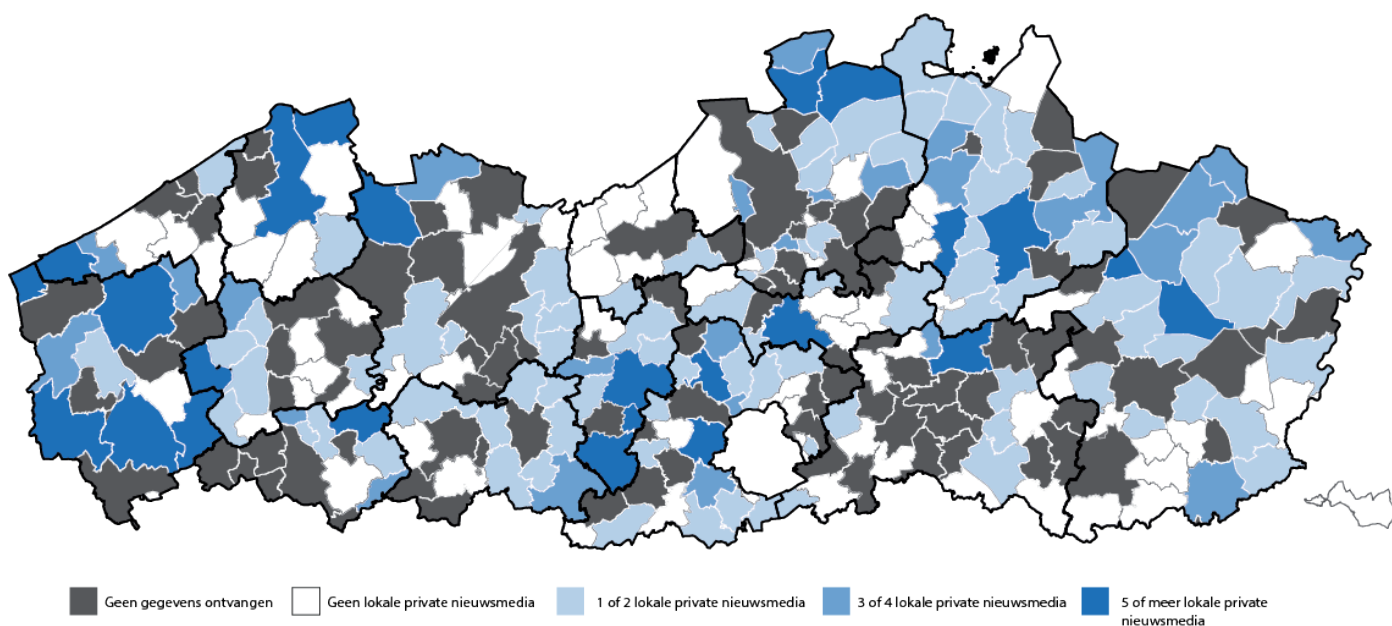 Geen gegevens ontvangen
Geen lokale private nieuwsmedia
1 of 2 lokale private nieuwsmedia
3 of 4 lokale private nieuwsmedia
5 of meer lokale private
nieuwsmedia